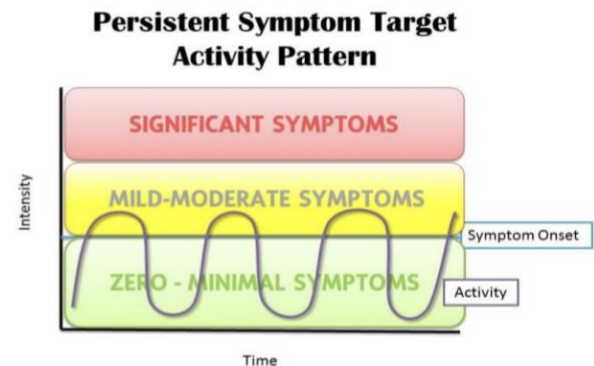 Persistent Symptom Target
Activity Pattern
SIGNIFICANT SYMPTOMS
MILD-MODERATE SYMPTOMS
Intensity
Symptom Onset
ZERO - MINIMAL SYMPTOMS
Activity
Time